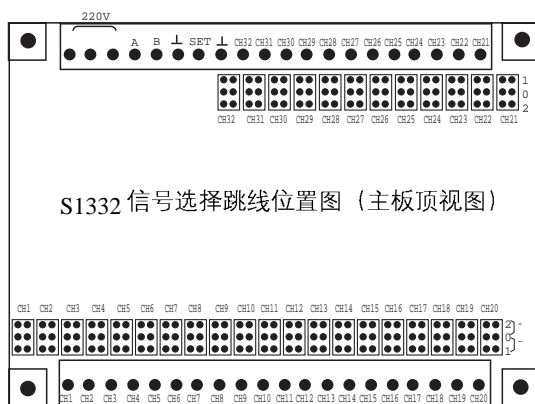 220V
A B ⊥ SET ⊥ CH32 CH31 CH30 CH29 CH28 CH27 CH26 CH25 CH24 CH23 CH22 CH21
1
0
2
CH32 CH31 CH30 CH29 CH28 CH27 CH26 CH25 CH24 CH23 CH22 CH21
S1332 信号选择跳线位置图（主板顶视图）
CH1 CH2 CH3 CH4 CH5 CH6 CH7 CH8 CH9 CH10 CH11 CH12 CH13 CH14 CH15 CH16 CH17 CH18 CH19 CH20
2
0
1
CH1 CH2 CH3 CH4 CH5 CH6 CH7 CH8 CH9 CH10 CH11 CH12 CH13 CH14 CH15 CH16 CH17 CH18 CH19 CH20